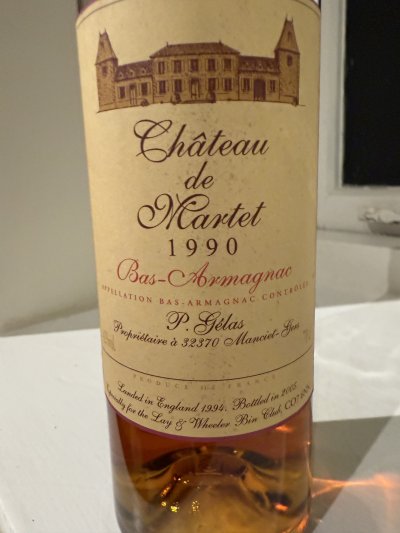 Château
de
Martet
1990
Bas-Armagnac
APPELLATION BAS-ARMAGNAC CONTRÔLÉE
P. Gélas
Propriétaire à 32370 Manciet-Gers
PRODUCE OF FRANCE
Landed in England 1994. Bottled in 2005
for the Lay & Wheeler Bin Club, CO7